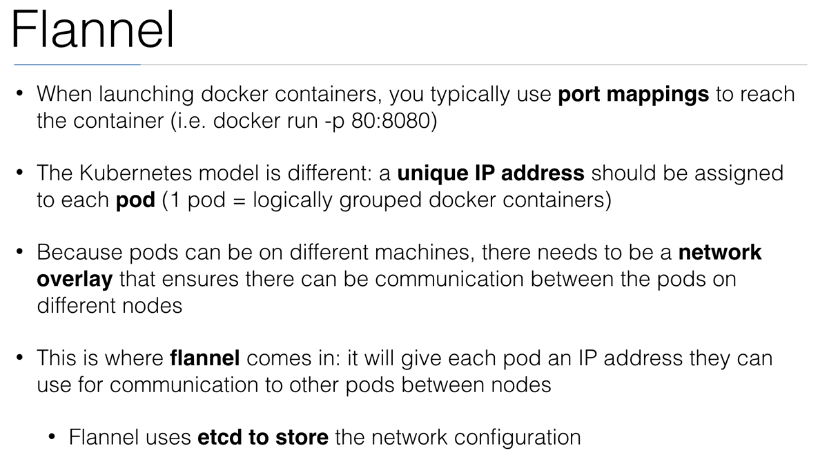 Flannel
• When launching docker containers, you typically use port mappings to reach
the container (i.e. docker run -p 80:8080)
• The Kubernetes model is different: a unique IP address should be assigned
to each pod (1 pod = logically grouped docker containers)
• Because pods can be on different machines, there needs to be a network
overlay that ensures there can be communication between the pods on
different nodes
• This is where flannel comes in: it will give each pod an IP address they can
use for communication to other pods between nodes
• Flannel uses etcd to store the network configuration